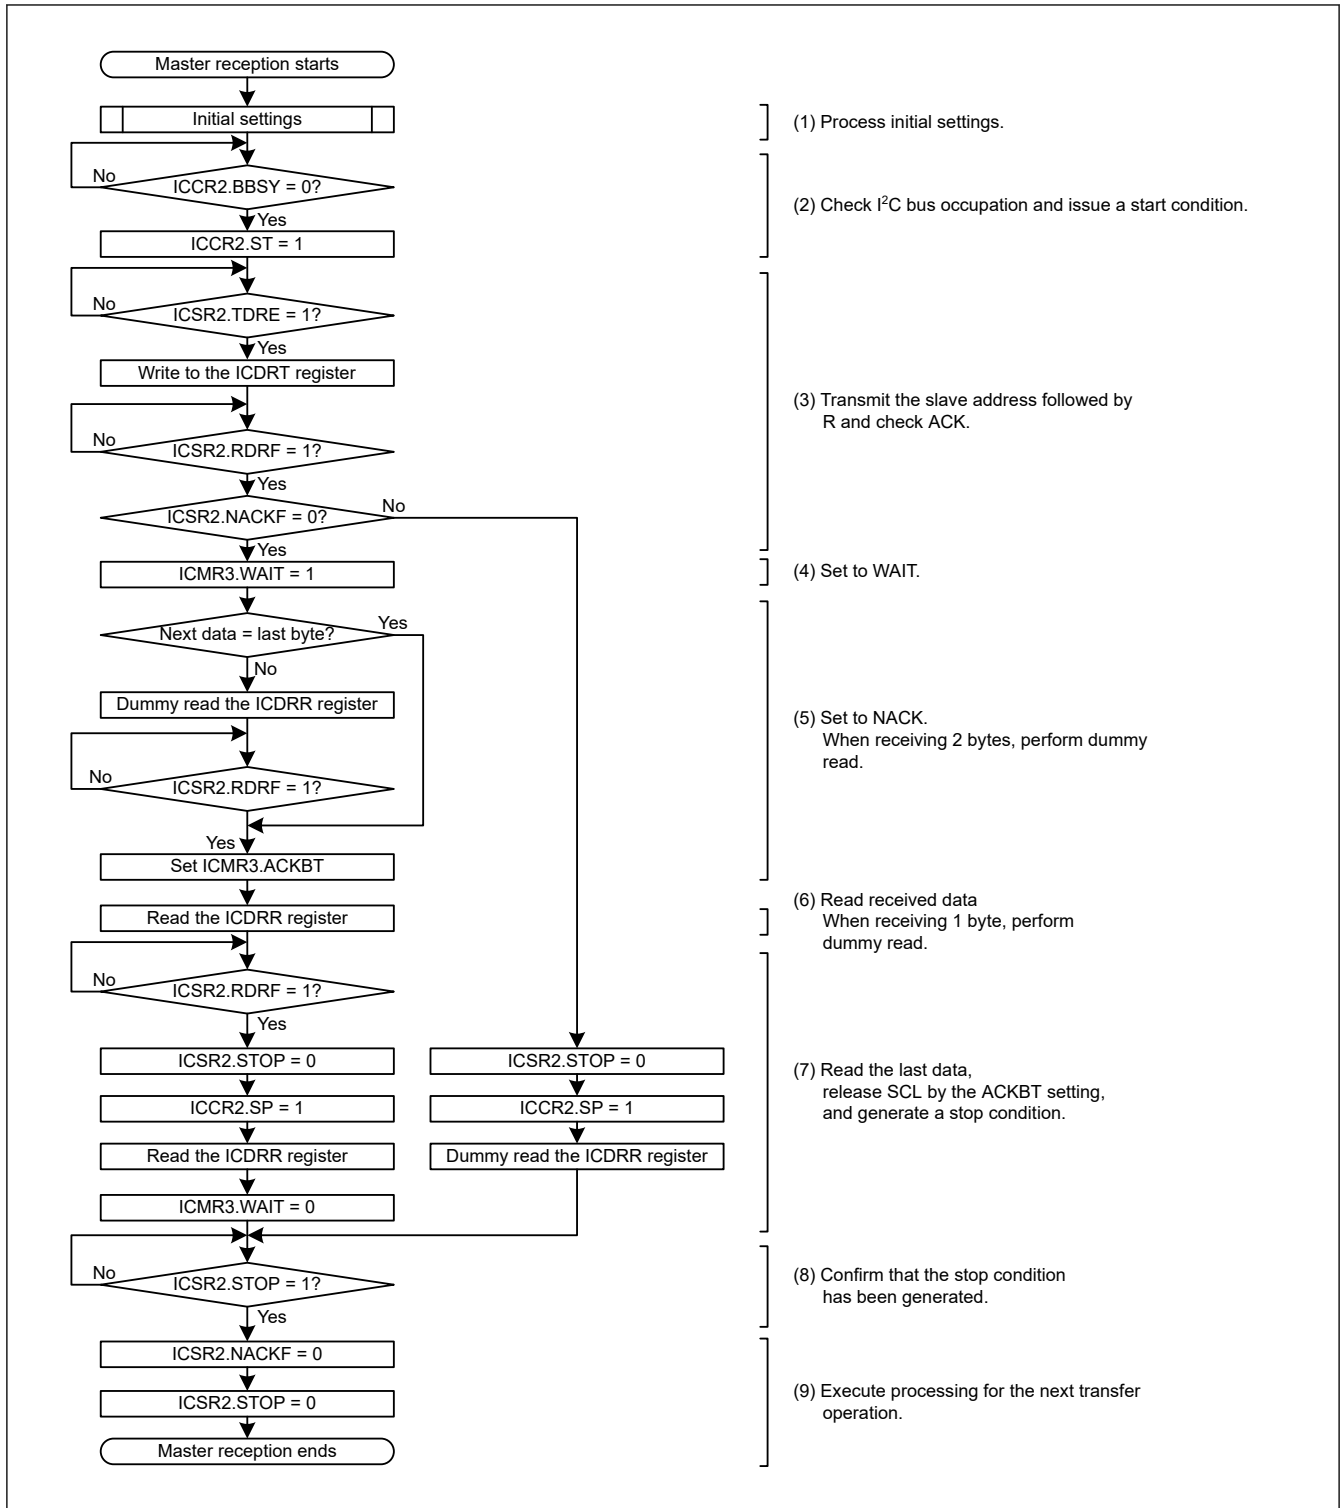 Master reception starts
Initial settings
(1) Process initial settings.
No
ICCR2.BBSY = 0?
Yes
ICCR2.ST = 1
(2) Check I²C bus occupation and issue a start condition.
No
ICSR2.TDRE = 1?
Yes
Write to the ICDRT register
No
ICSR2.RDRF = 1?
Yes
ICSR2.NACKF = 0?
No
Yes
(3) Transmit the slave address followed by
R and check ACK.
ICMR3.WAIT = 1
(4) Set to WAIT.
Next data = last byte?
Yes
No
Dummy read the ICDRR register
No
ICSR2.RDRF = 1?
Yes
Set ICMR3.ACKBT
(5) Set to NACK.
When receiving 2 bytes, perform dummy
read.
Read the ICDRR register
(6) Read received data
When receiving 1 byte, perform
dummy read.
No
ICSR2.RDRF = 1?
Yes
ICSR2.STOP = 0
ICCR2.SP = 1
Read the ICDRR register
ICMR3.WAIT = 0
ICSR2.STOP = 0
ICCR2.SP = 1
Dummy read the ICDRR register
(7) Read the last data,
release SCL by the ACKBT setting,
and generate a stop condition.
No
ICSR2.STOP = 1?
Yes
(8) Confirm that the stop condition
has been generated.
ICSR2.NACKF = 0
ICSR2.STOP = 0
Master reception ends
(9) Execute processing for the next transfer
operation.